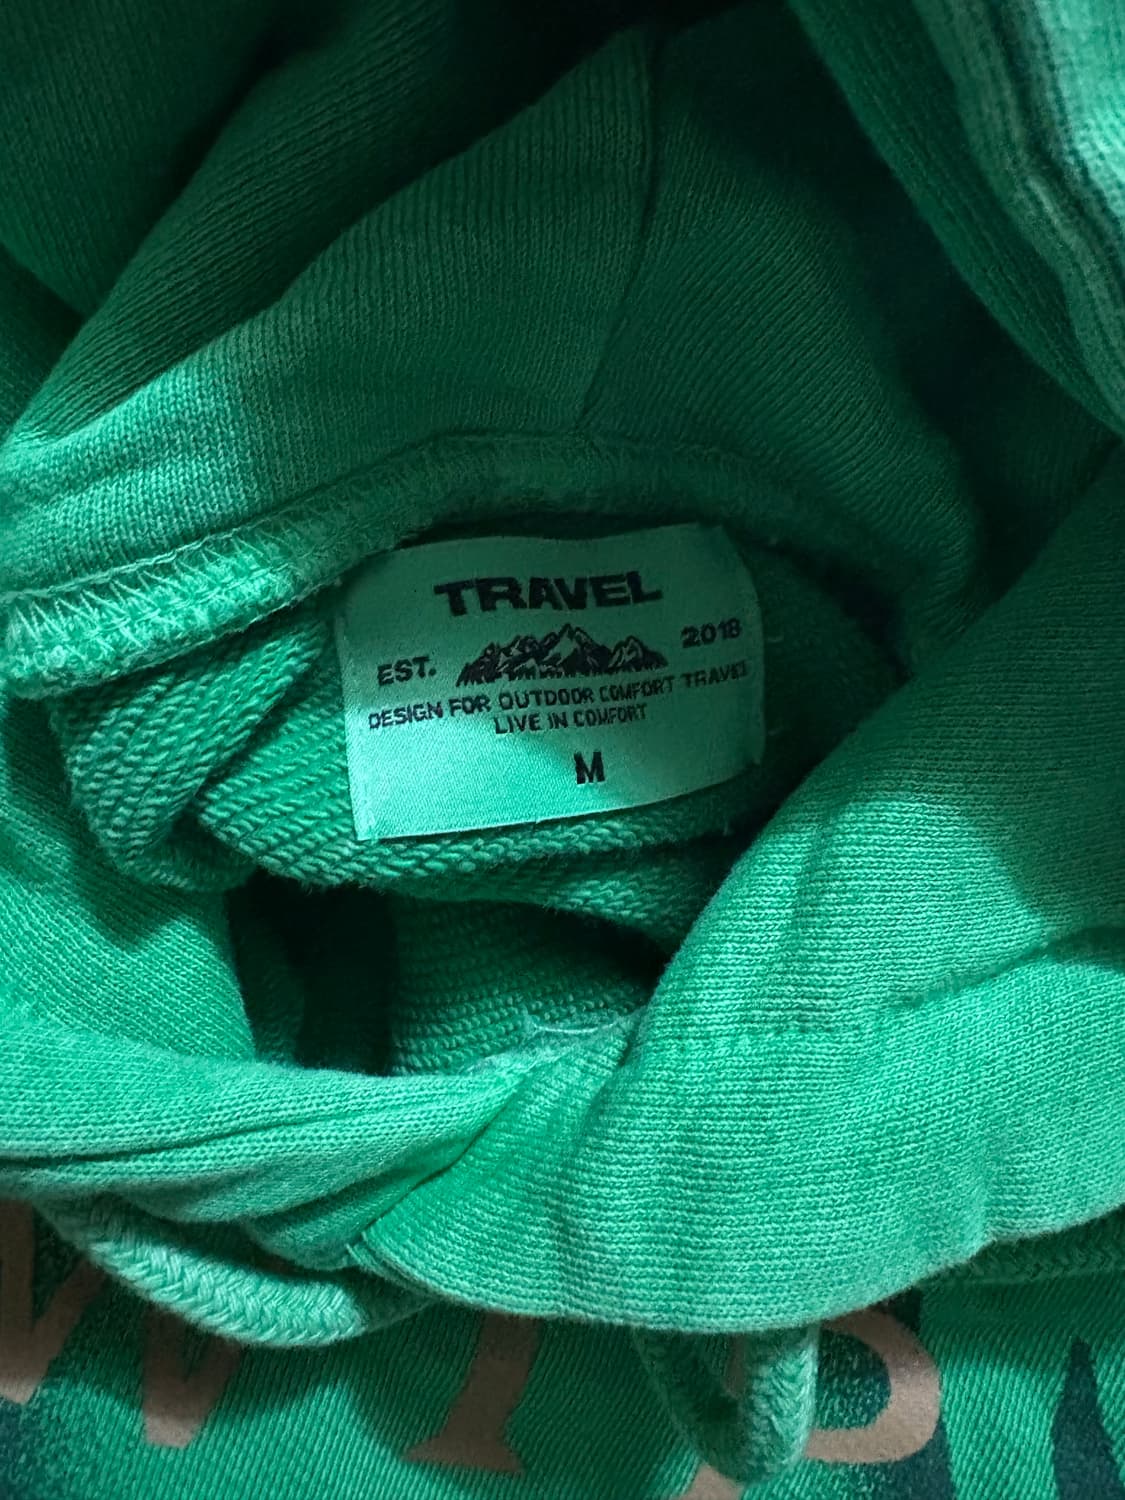 TRAVEL
EST. 2018
DESIGN FOR OUTDOOR COMFORT TRAVEL
LIVE IN COMFORT
M